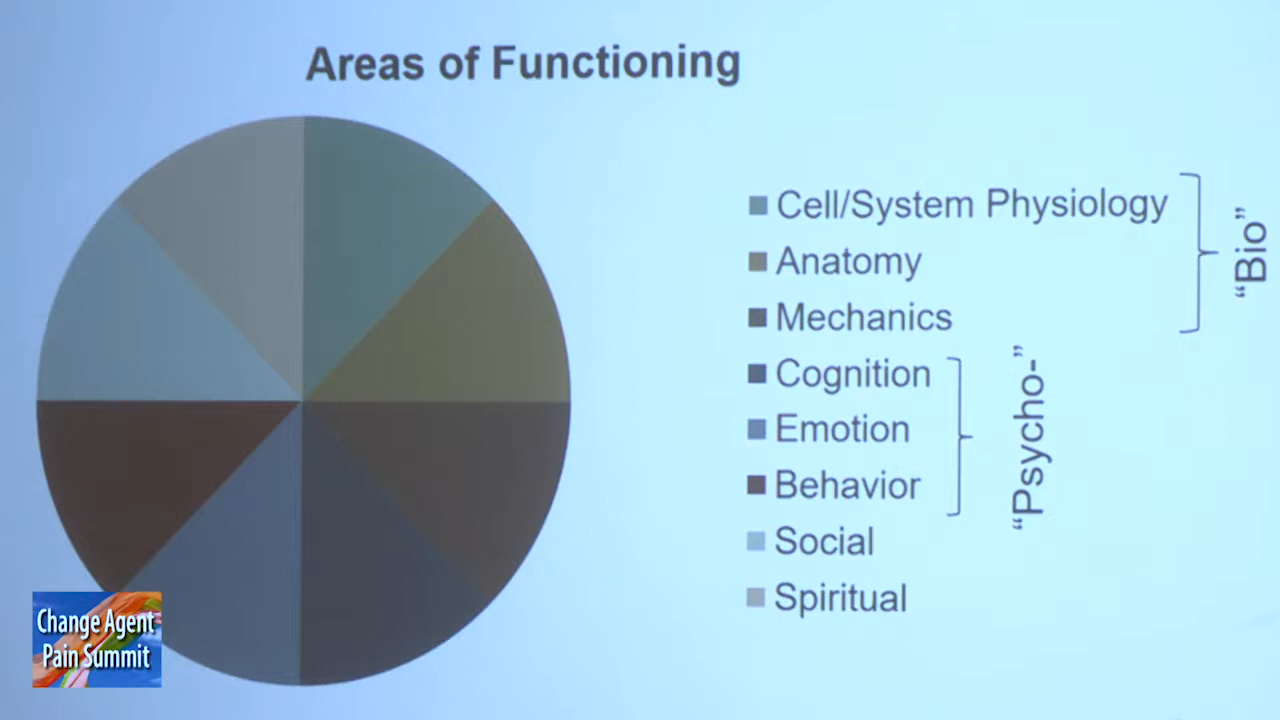 Areas of Functioning
Cell/System Physiology
Anatomy
Mechanics
Cognition
Emotion
Behavior
Social
Spiritual
“Bio”
“Psycho-”
Change Agent
Pain Summit